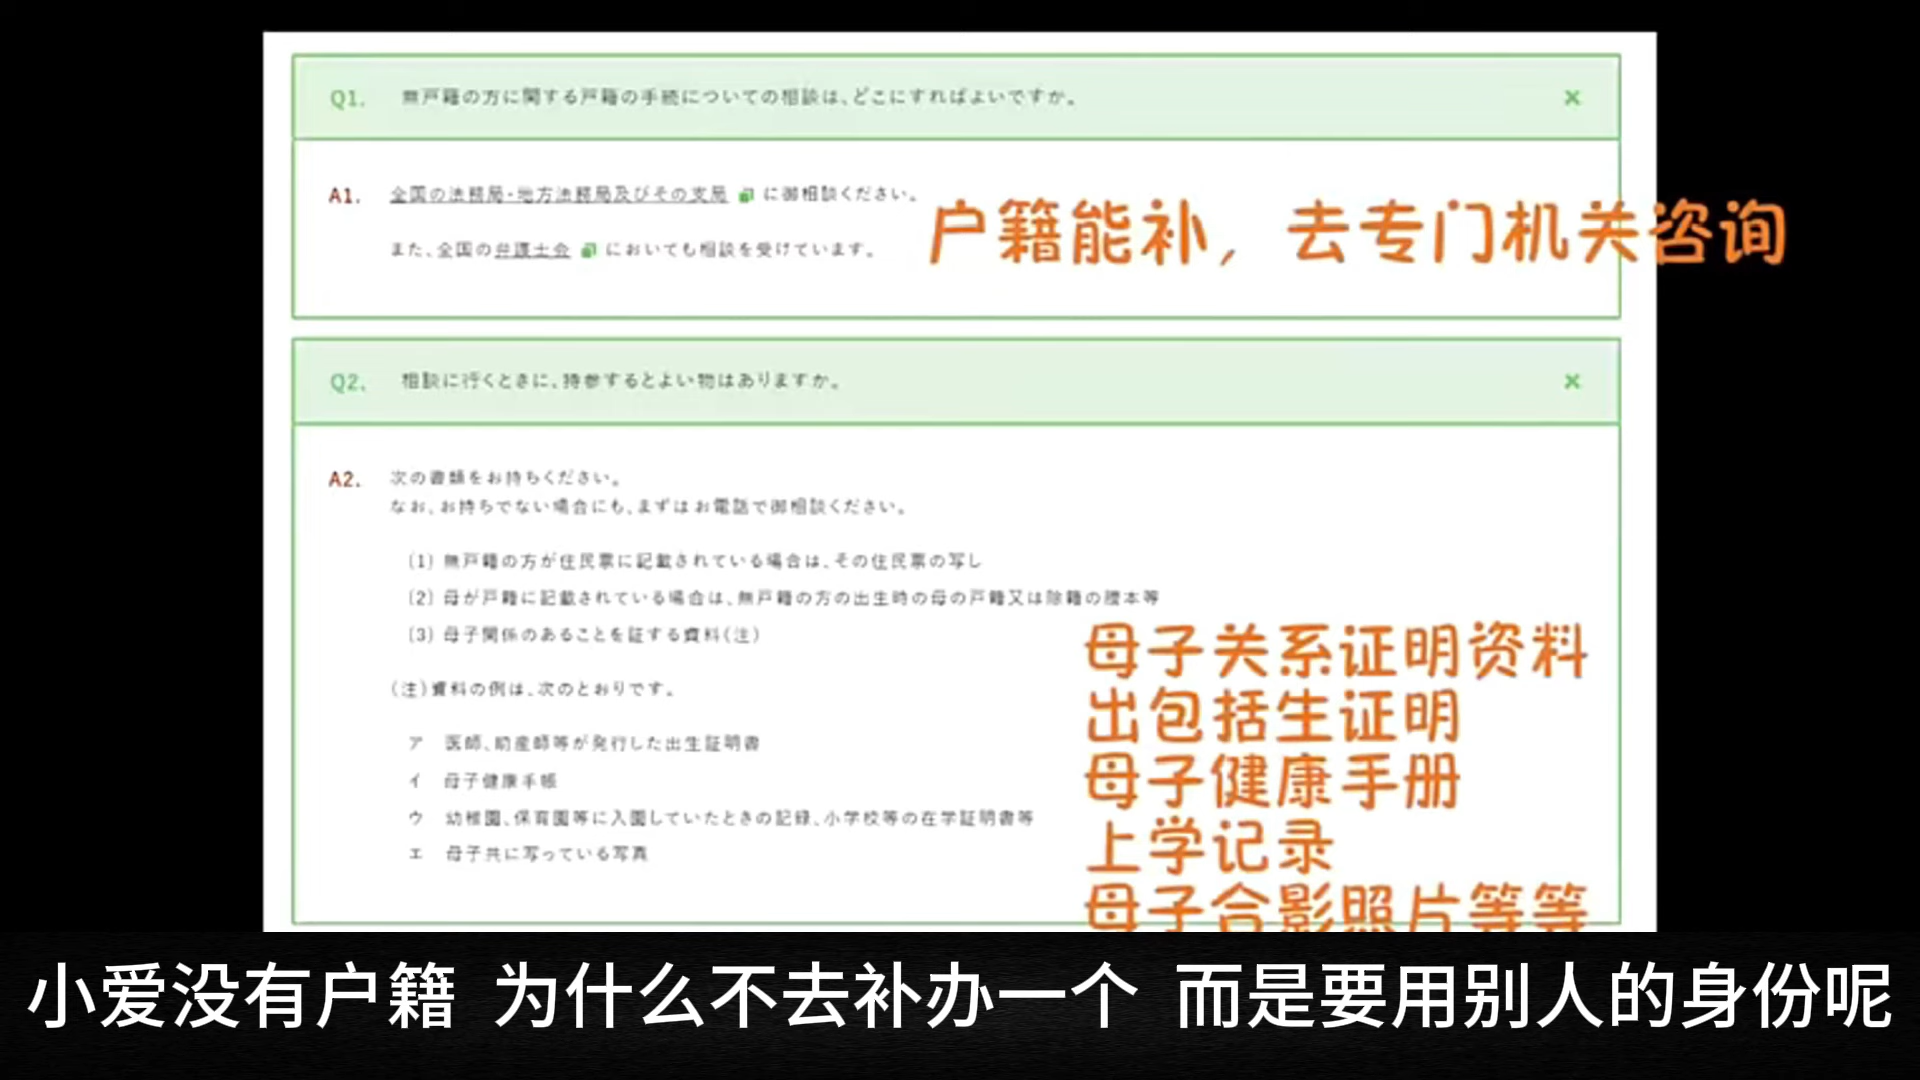 Q1. 無戸籍の方に関する戸籍の手続についての相談は、どこにすればよいですか。 ×
A1. 全国の法務局・地方法務局及びその支局 に御相談ください。
户籍能补，去专门机关咨询
また、全国の弁護士会 においても相談を受けています。
Q2. 相談に行くときに、持参するとよい物はありますか。 ×
A2. 次の書類をお持ちください。
なお、お持ちでない場合にも、まずはお電話で御相談ください。
(1) 無戸籍の方が住民票に記載されている場合は、その住民票の写し
(2) 母が戸籍に記載されている場合は、無戸籍の方の出生時の母の戸籍又は除籍の謄本等
(3) 母子関係のあることを証する資料(注)
(注)資料の例は、次のとおりです。
ア 医師、助産師等が発行した出生証明書
イ 母子健康手帳
ウ 幼稚園、保育園等に入園していたときの記録、小学校等の在学証明書等
エ 母子共に写っている写真
母子关系证明资料
出包括生证明
母子健康手册
上学记录
母子合影照片等等
小爱没有户籍 为什么不去补办一个 而是要用别人的身份呢